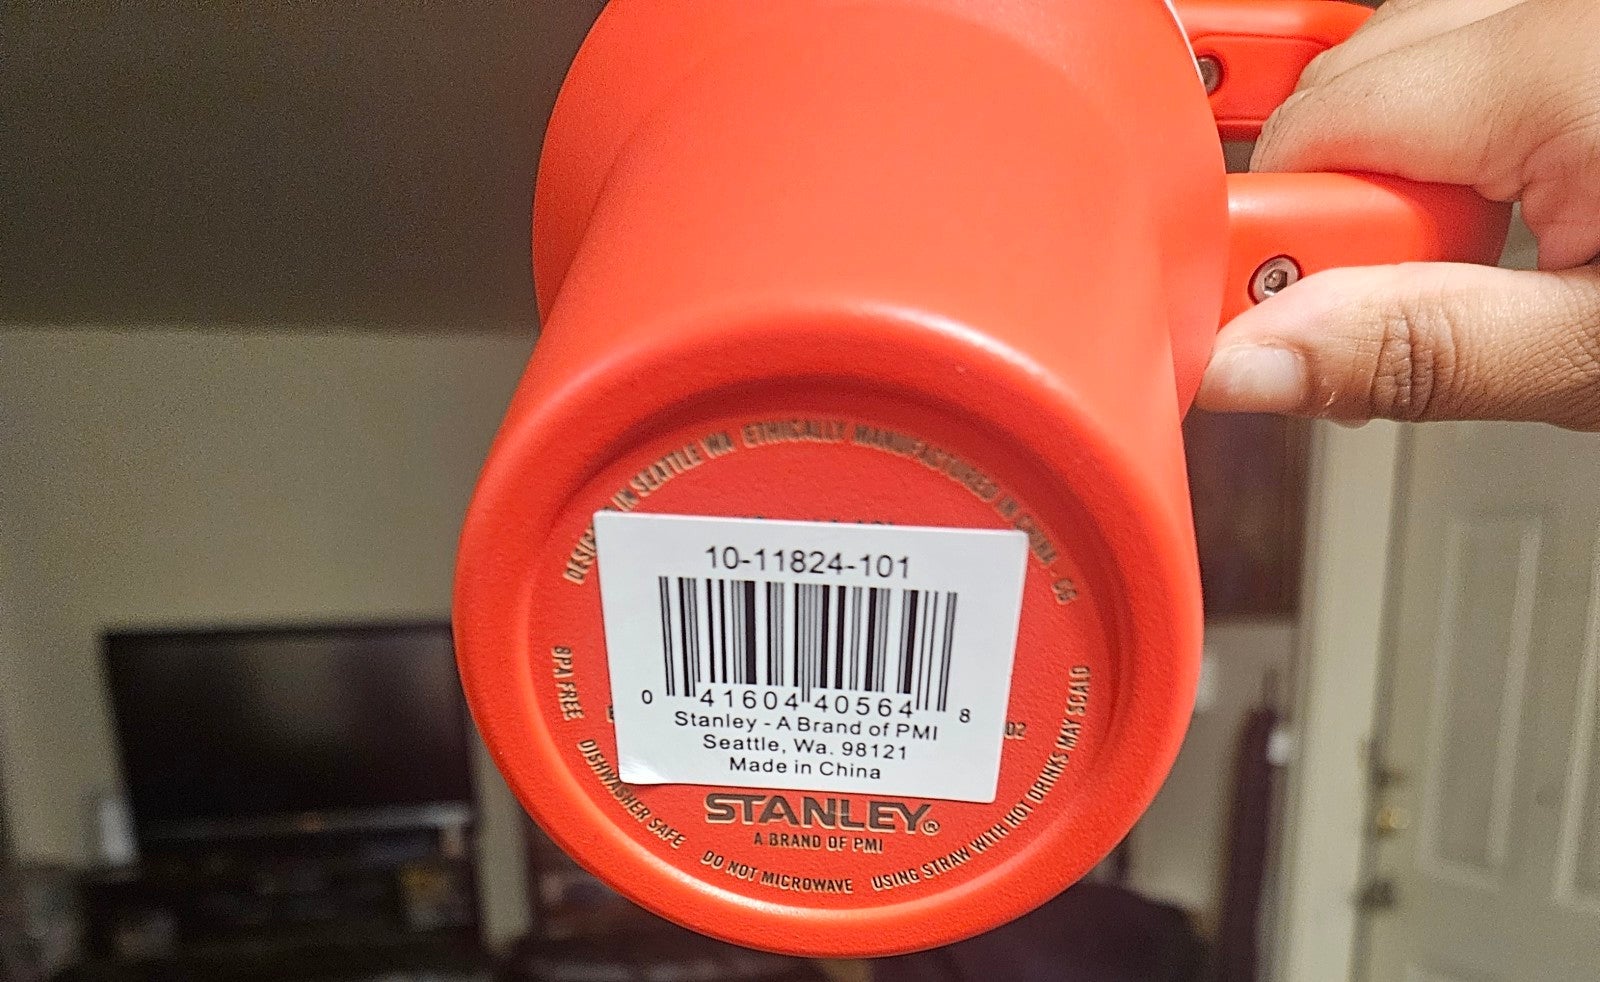 DESIGNED IN SEATTLE WA ETHICALLY MANUFACTURED IN CHINA - CG
10-11824-101
0 41604 40564 8
Stanley - A Brand of PMI
Seattle, Wa. 98121
Made in China
STANLEY®
A BRAND OF PMI
BPA FREE
DISHWASHER SAFE
DO NOT MICROWAVE
USING STRAW WITH HOT DRINKS MAY SCALD